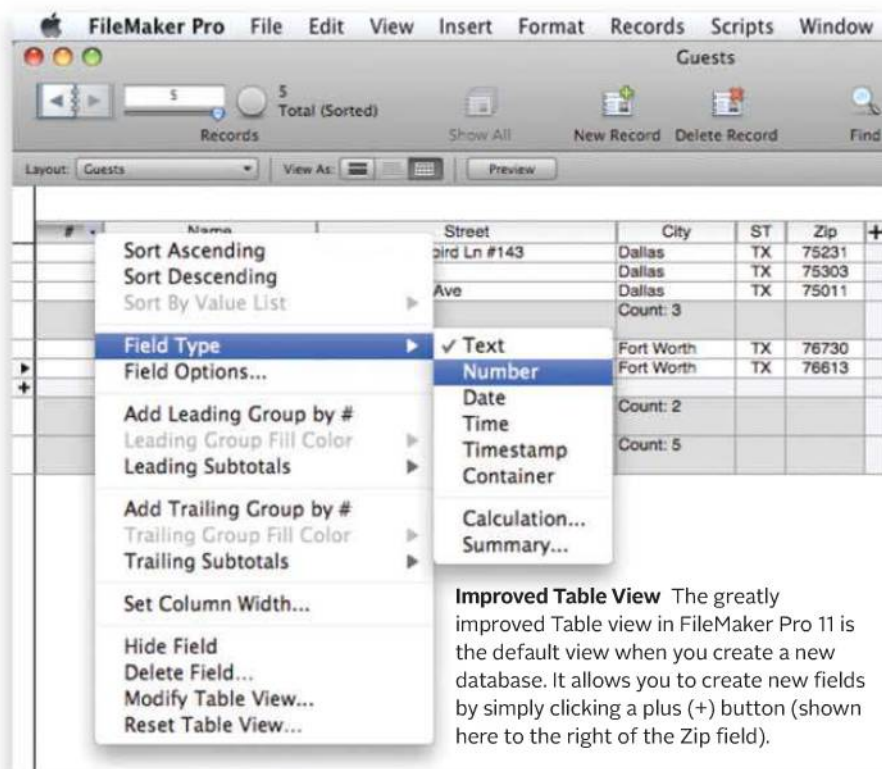 FileMaker Pro File Edit View Insert Format Records Scripts Window
Guests
5
5
Total (Sorted)
Records
Show All
New Record
Delete Record
Find
Layout: Guests
View As:
Preview
# Name Street City ST Zip +
bird Ln #143 Dallas TX 75231
Dallas TX 75303
Ave Dallas TX 75011
Count: 3
Fort Worth TX 76730
Fort Worth TX 76613
+
Count: 2
Count: 5
Sort Ascending
Sort Descending
Sort By Value List
Field Type
Field Options...
Add Leading Group by #
Leading Group Fill Color
Leading Subtotals
Add Trailing Group by #
Trailing Group Fill Color
Trailing Subtotals
Set Column Width...
Hide Field
Delete Field...
Modify Table View...
Reset Table View...
✓ Text
Number
Date
Time
Timestamp
Container
Calculation...
Summary...
Improved Table View The greatly
improved Table view in FileMaker Pro 11 is
the default view when you create a new
database. It allows you to create new fields
by simply clicking a plus (+) button (shown
here to the right of the Zip field).